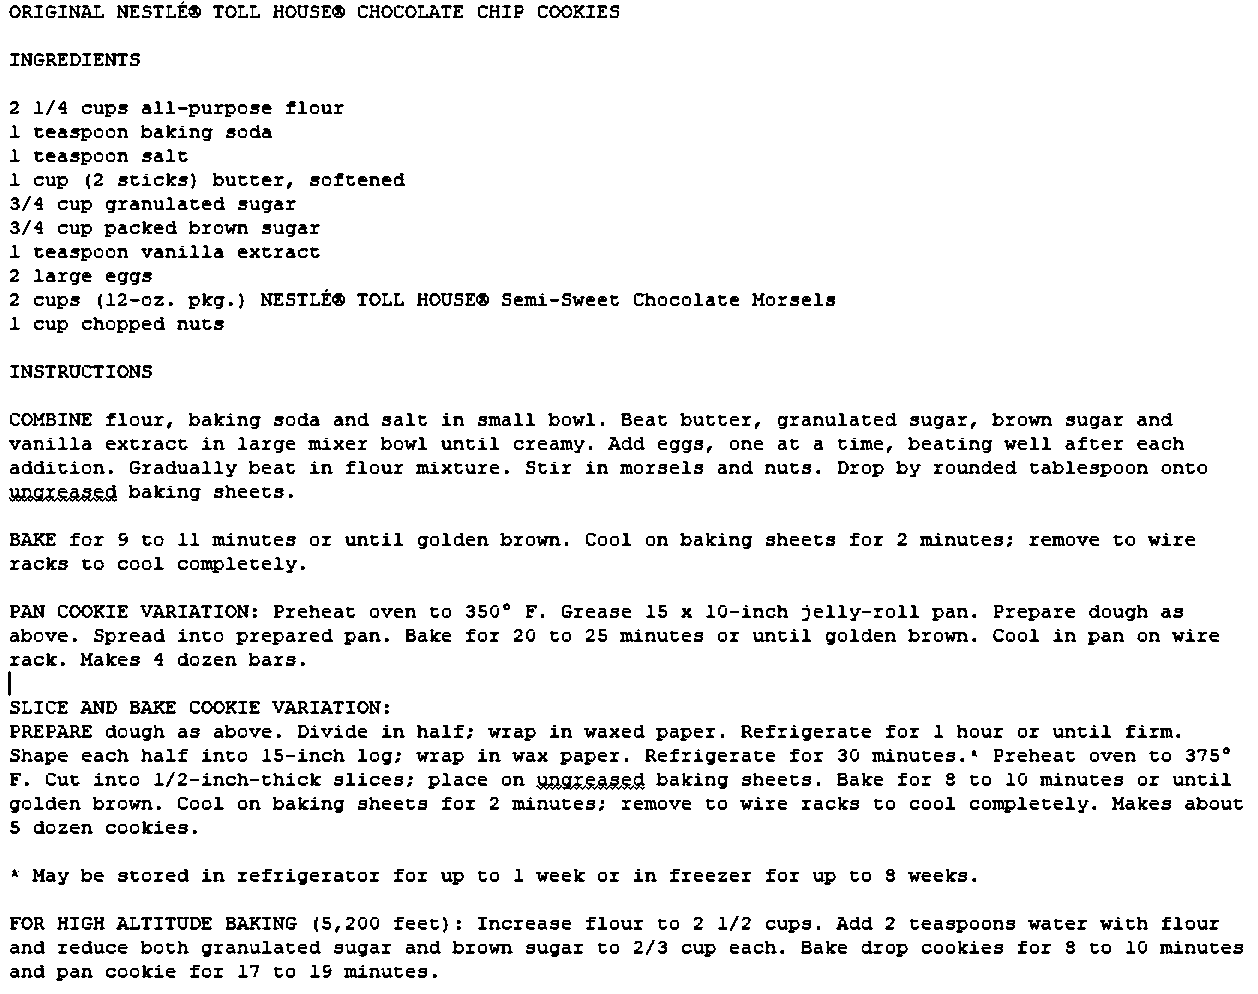 ORIGINAL NESTLÉ® TOLL HOUSE® CHOCOLATE CHIP COOKIES
INGREDIENTS
2 1/4 cups all-purpose flour
1 teaspoon baking soda
1 teaspoon salt
1 cup (2 sticks) butter, softened
3/4 cup granulated sugar
3/4 cup packed brown sugar
1 teaspoon vanilla extract
2 large eggs
2 cups (12-oz. pkg.) NESTLÉ® TOLL HOUSE® Semi-Sweet Chocolate Morsels
1 cup chopped nuts
INSTRUCTIONS
COMBINE flour, baking soda and salt in small bowl. Beat butter, granulated sugar, brown sugar and
vanilla extract in large mixer bowl until creamy. Add eggs, one at a time, beating well after each
addition. Gradually beat in flour mixture. Stir in morsels and nuts. Drop by rounded tablespoon onto
ungreased baking sheets.
BAKE for 9 to 11 minutes or until golden brown. Cool on baking sheets for 2 minutes; remove to wire
racks to cool completely.
PAN COOKIE VARIATION: Preheat oven to 350° F. Grease 15 x 10-inch jelly-roll pan. Prepare dough as
above. Spread into prepared pan. Bake for 20 to 25 minutes or until golden brown. Cool in pan on wire
rack. Makes 4 dozen bars.
SLICE AND BAKE COOKIE VARIATION:
PREPARE dough as above. Divide in half; wrap in waxed paper. Refrigerate for 1 hour or until firm.
Shape each half into 15-inch log; wrap in wax paper. Refrigerate for 30 minutes.* Preheat oven to 375°
F. Cut into 1/2-inch-thick slices; place on ungreased baking sheets. Bake for 8 to 10 minutes or until
golden brown. Cool on baking sheets for 2 minutes; remove to wire racks to cool completely. Makes about
5 dozen cookies.
* May be stored in refrigerator for up to 1 week or in freezer for up to 8 weeks.
FOR HIGH ALTITUDE BAKING (5,200 feet): Increase flour to 2 1/2 cups. Add 2 teaspoons water with flour
and reduce both granulated sugar and brown sugar to 2/3 cup each. Bake drop cookies for 8 to 10 minutes
and pan cookie for 17 to 19 minutes.